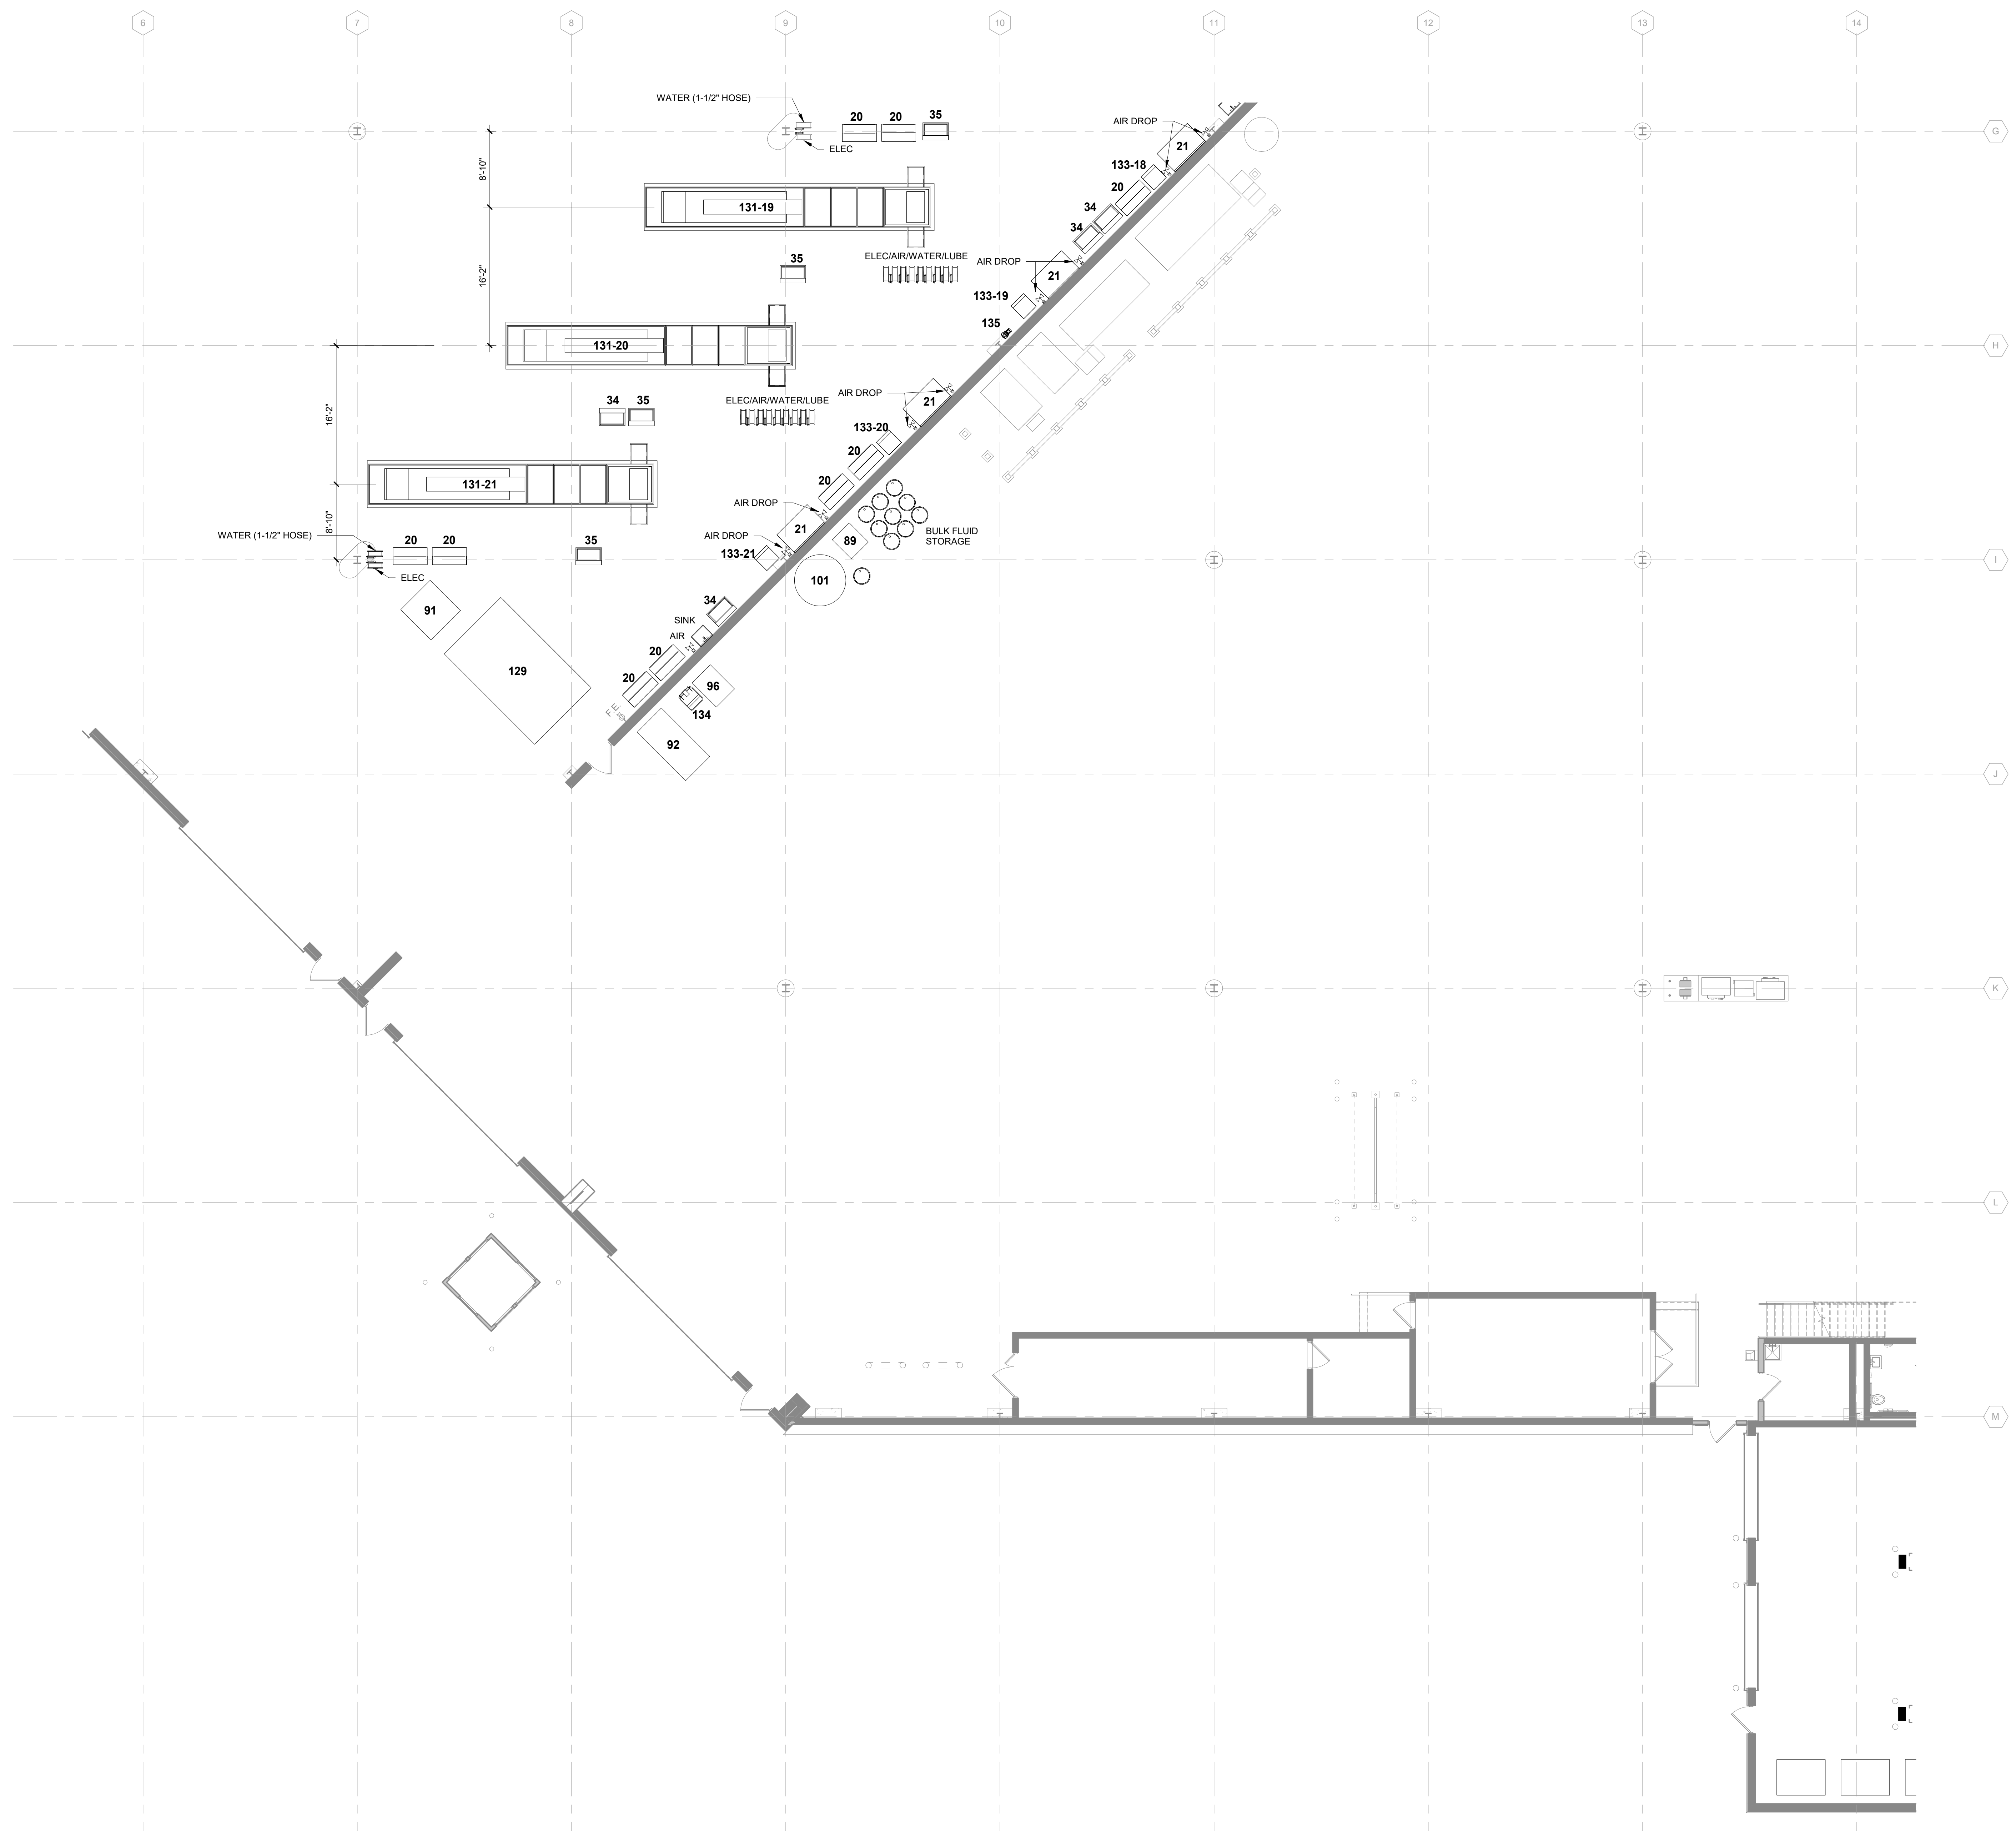 6
7
8
9
10
11
12
13
14
WATER (1-1/2" HOSE)
20
20
35
ELEC
AIR DROP
21
G
8'-10"
133-18
20
131-19
34
34
ELEC/AIR/WATER/LUBE
35
AIR DROP
21
16'-2"
133-19
135
131-20
H
AIR DROP
21
34
35
ELEC/AIR/WATER/LUBE
16'-2"
133-20
20
20
131-21
AIR DROP
21
8'-10"
WATER (1-1/2" HOSE)
20
20
35
AIR DROP
133-21
89
BULK FLUID
STORAGE
ELEC
I
91
101
34
SINK
AIR
20
129
20
96
F.E.
134
92
J
K
L
M